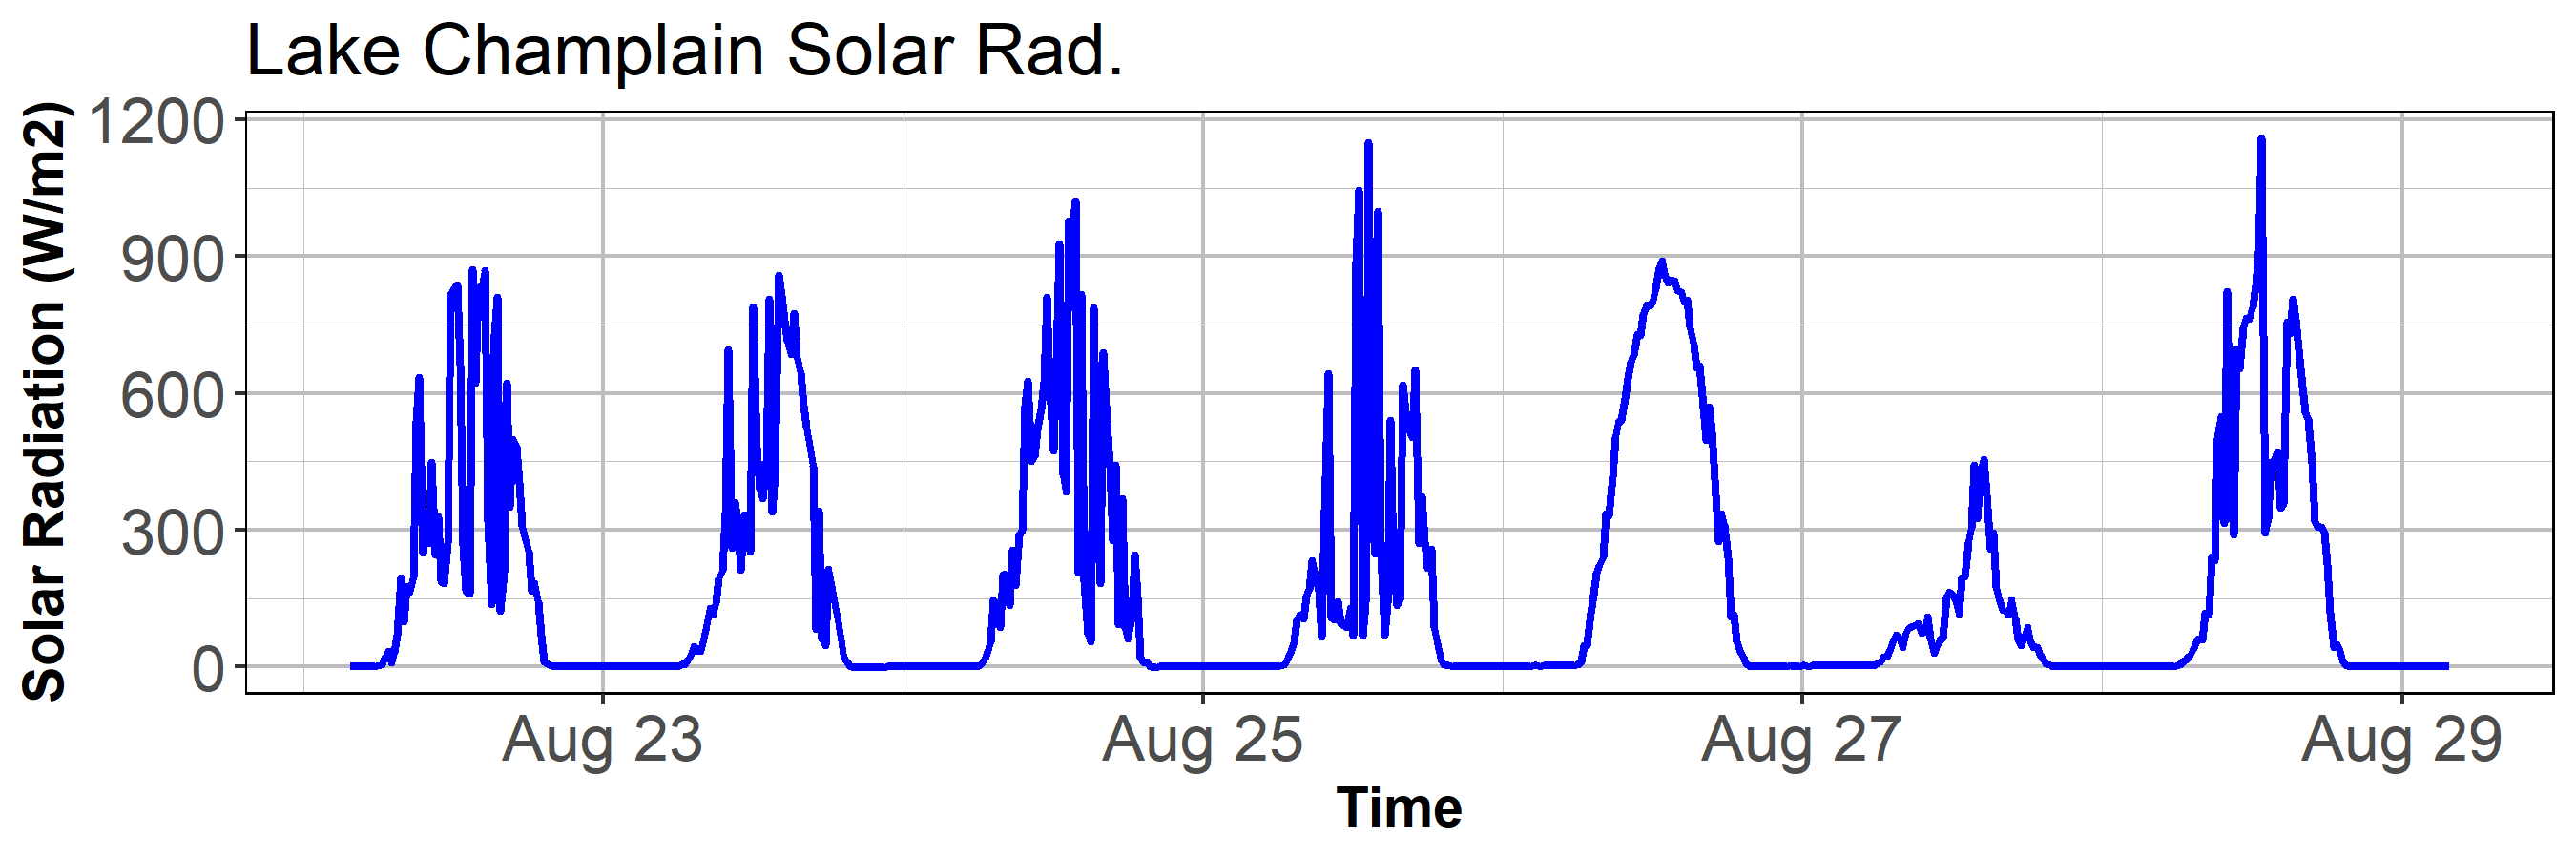 Lake Champlain Solar Rad.
Solar Radiation (W/m2)
1200
900
600
300
0
Aug 23 Aug 25 Aug 27 Aug 29
Time